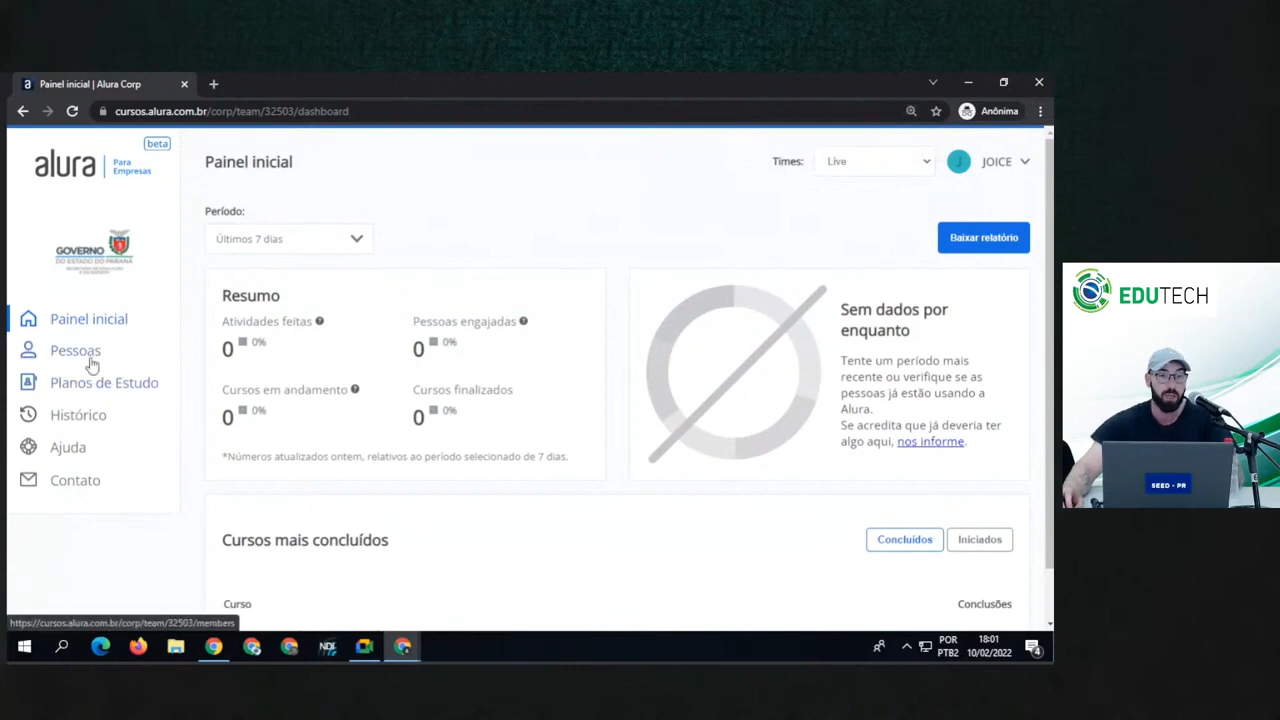 Painel inicial | Alura Corp
cursos.alura.com.br/corp/team/32503/dashboard
Anônima
beta
alura
Para
Empresas
Painel inicial
Times:
Live
J
JOICE
Período:
Últimos 7 dias
Baixar relatório
GOVERNO
DO ESTADO DO PARANÁ
Painel inicial
Pessoas
Planos de Estudo
Histórico
Ajuda
Contato
Resumo
Atividades feitas
0 0%
Pessoas engajadas
0 0%
Cursos em andamento
0 0%
Cursos finalizados
0 0%
*Números atualizados ontem, relativos ao período selecionado de 7 dias.
Sem dados por
enquanto
Tente um período mais
recente ou verifique se as
pessoas já estão usando a
Alura.
Se acredita que já deveria ter
algo aqui, nos informe.
Cursos mais concluídos
Concluídos
Iniciados
Curso
Conclusões
https://cursos.alura.com.br/corp/team/32503/members
NDI
POR
PTB2
18:01
10/02/2022
4
EDUTECH
SEED - PR